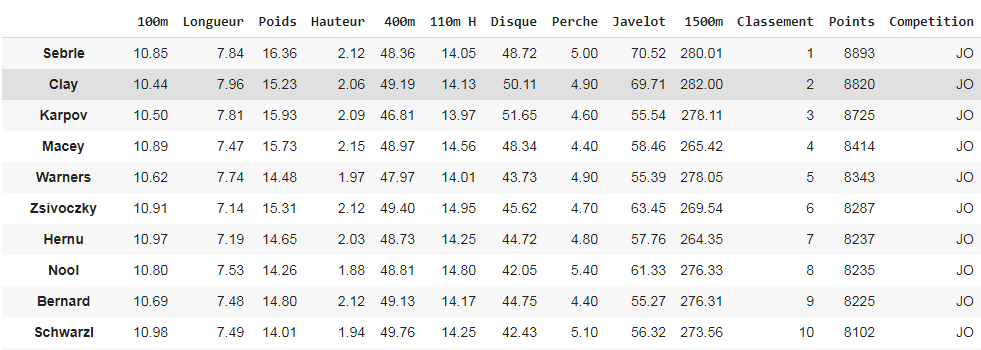 100m Longueur Poids Hauteur 400m 110m H Disque Perche Javelot 1500m Classement Points Competition
Sebrle 10.85 7.84 16.36 2.12 48.36 14.05 48.72 5.00 70.52 280.01 1 8893 JO
Clay 10.44 7.96 15.23 2.06 49.19 14.13 50.11 4.90 69.71 282.00 2 8820 JO
Karpov 10.50 7.81 15.93 2.09 46.81 13.97 51.65 4.60 55.54 278.11 3 8725 JO
Macey 10.89 7.47 15.73 2.15 48.97 14.56 48.34 4.40 58.46 265.42 4 8414 JO
Warners 10.62 7.74 14.48 1.97 47.97 14.01 43.73 4.90 55.39 278.05 5 8343 JO
Zsivoczky 10.91 7.14 15.31 2.12 49.40 14.95 45.62 4.70 63.45 269.54 6 8287 JO
Hernu 10.97 7.19 14.65 2.03 48.73 14.25 44.72 4.80 57.76 264.35 7 8237 JO
Nool 10.80 7.53 14.26 1.88 48.81 14.80 42.05 5.40 61.33 276.33 8 8235 JO
Bernard 10.69 7.48 14.80 2.12 49.13 14.17 44.75 4.40 55.27 276.31 9 8225 JO
Schwarzl 10.98 7.49 14.01 1.94 49.76 14.25 42.43 5.10 56.32 273.56 10 8102 JO